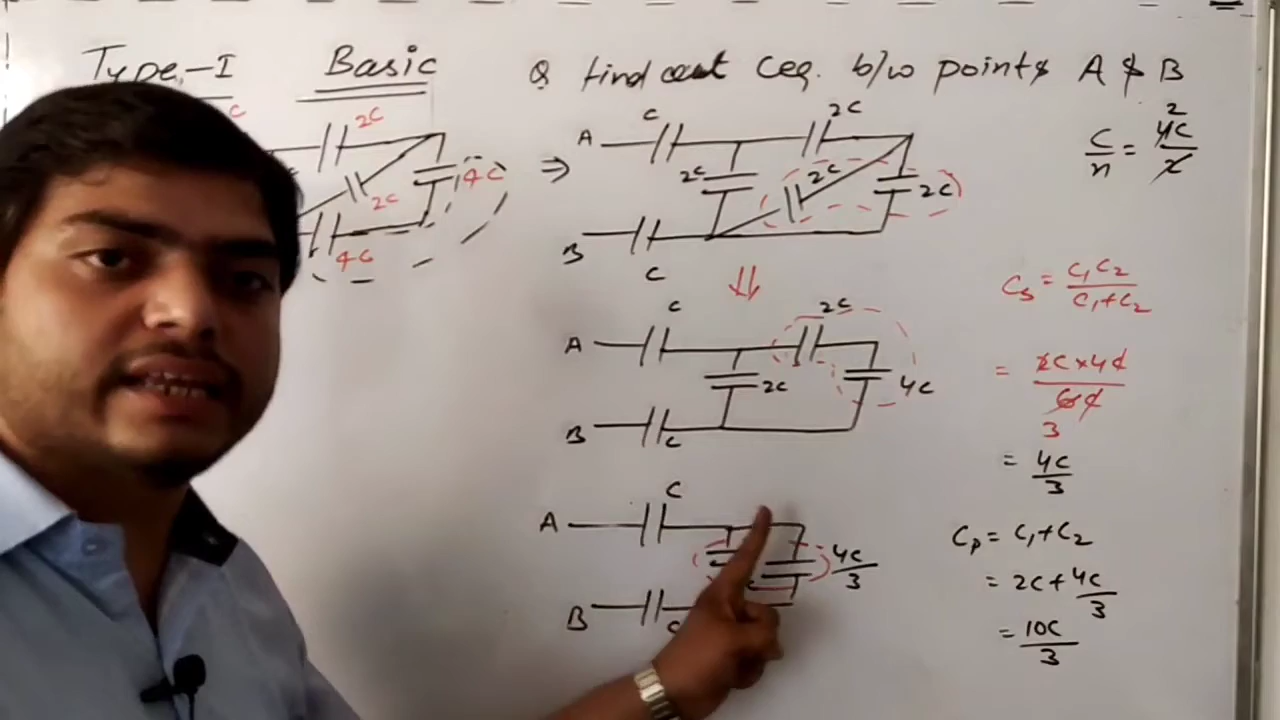 Type-I Basic
C
2C
2C
4C
4C
Q find out Ceq. b/w points A & B
A C 2C
2C 2C 2C
B C
C/n = 4C/2 2
⇒
⇓
A C 2C
2C 4C
B C
A C
4C/3
B C
Cs = C1C2/C1+C2
= 2C×4C/6C 3
= 4C/3
Cp = C1+C2
= 2C+4C/3
= 10C/3